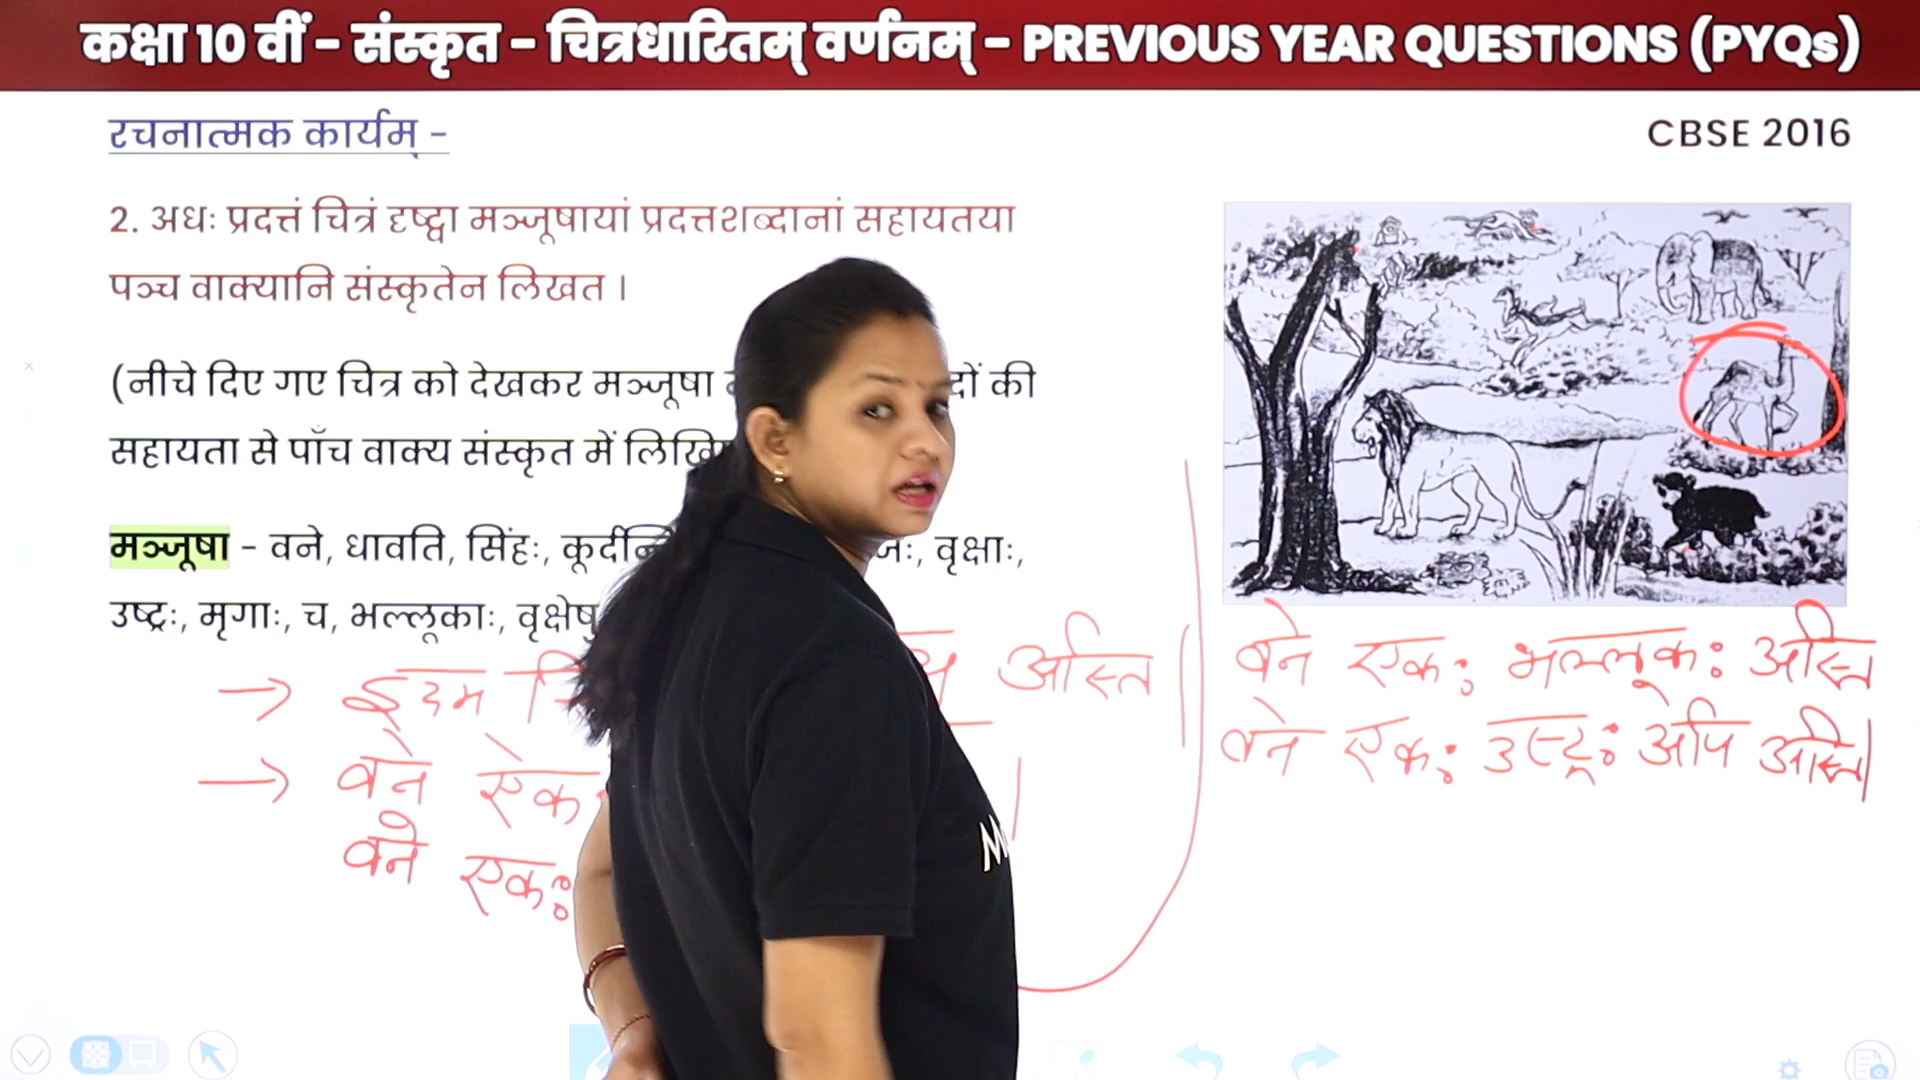 कक्षा 10 वीं - संस्कृत - चित्रधारितम् वर्णनम् - PREVIOUS YEAR QUESTIONS (PYQs)
रचनात्मक कार्यम् -
CBSE 2016
2. अधः प्रदत्तं चित्रं दृष्ट्वा मञ्जूषायां प्रदत्तशब्दानां सहायतया
पञ्च वाक्यानि संस्कृतेन लिखत ।
(नीचे दिए गए चित्र को देखकर मञ्जूषा दों की
सहायता से पाँच वाक्य संस्कृत में
मञ्जूषा - वने, धावति, सिंहः, जः, वृक्षाः,
उष्ट्रः, मृगाः, च, भल्लूकाः,
→ इदम अस्ति
→ वने ऐकः
वने एकः
वने एकः भल्लूकः अस्ति
वने एकः उष्ट्रः अपि अस्ति|